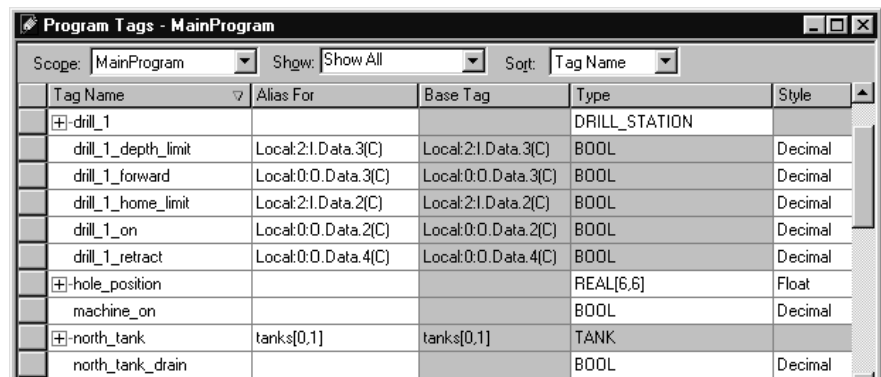 Program Tags - MainProgram
Scope: MainProgram Show: Show All Sort: Tag Name
Tag Name Alias For Base Tag Type Style
drill_1 DRILL_STATION
drill_1_depth_limit Local:2:I.Data.3(C) Local:2:I.Data.3(C) BOOL Decimal
drill_1_forward Local:0:O.Data.3(C) Local:0:O.Data.3(C) BOOL Decimal
drill_1_home_limit Local:2:I.Data.2(C) Local:2:I.Data.2(C) BOOL Decimal
drill_1_on Local:0:O.Data.2(C) Local:0:O.Data.2(C) BOOL Decimal
drill_1_retract Local:0:O.Data.4(C) Local:0:O.Data.4(C) BOOL Decimal
hole_position REAL[6,6] Float
machine_on BOOL Decimal
north_tank tanks[0,1] tanks[0,1] TANK
north_tank_drain BOOL Decimal